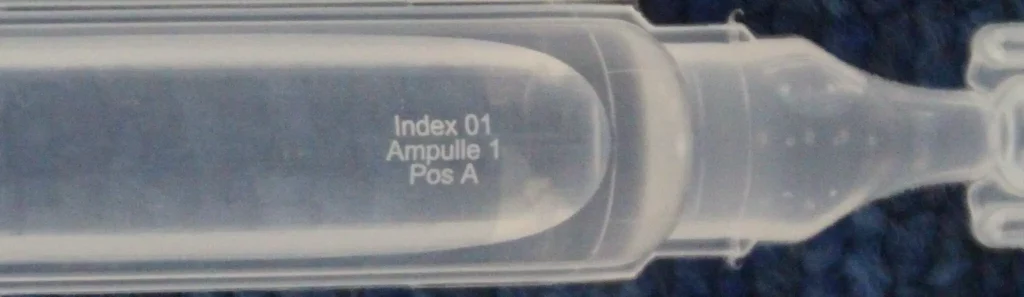 Index 01
Ampulle 1
Pos A